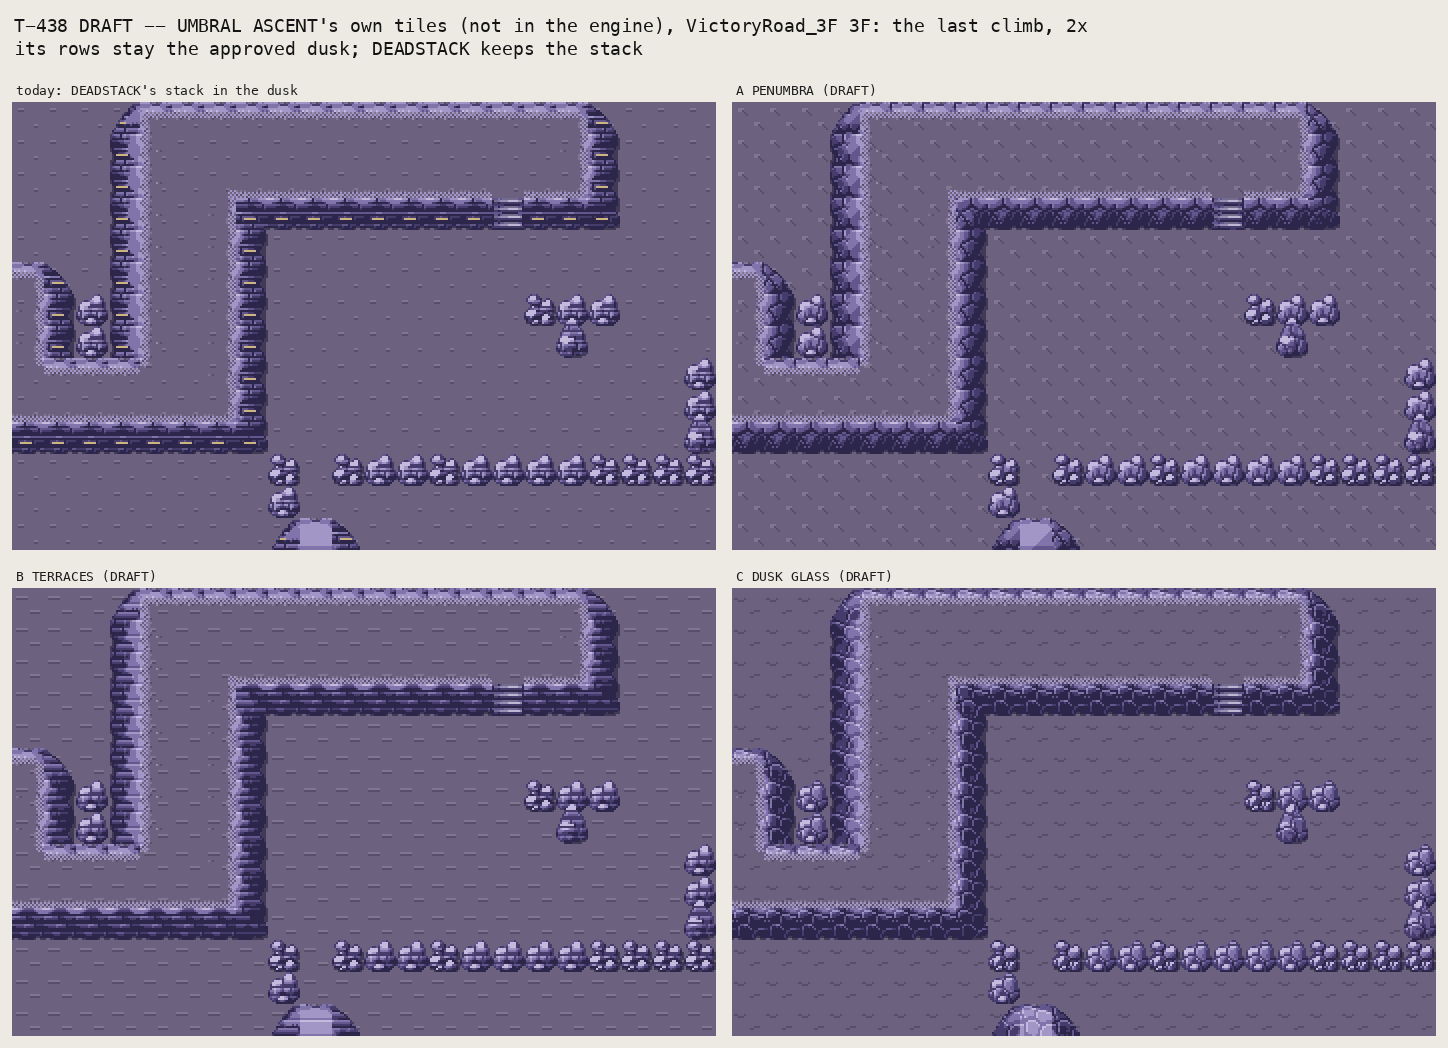 T-438 DRAFT -- UMBRAL ASCENT's own tiles (not in the engine), VictoryRoad_3F 3F: the last climb, 2x
its rows stay the approved dusk; DEADSTACK keeps the stack
today: DEADSTACK's stack in the dusk
A PENUMBRA (DRAFT)
B TERRACES (DRAFT)
C DUSK GLASS (DRAFT)